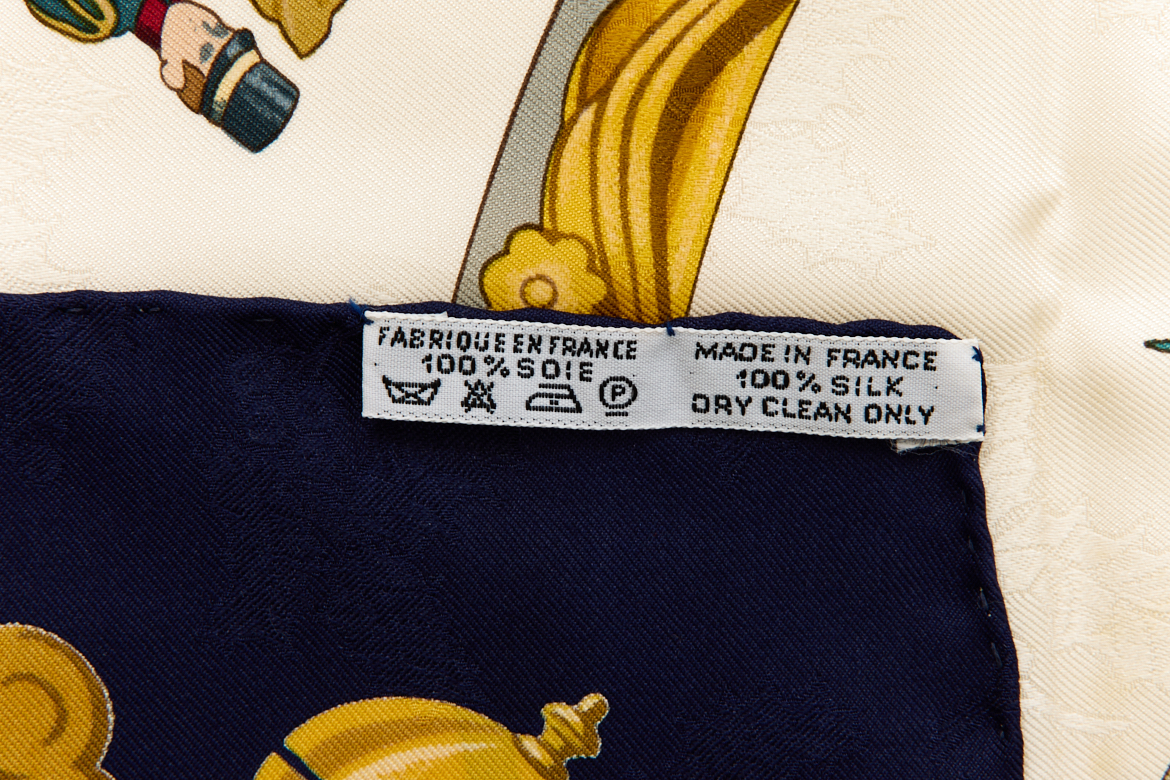 FABRIQUE EN FRANCE
100% SOIE
P
MADE IN FRANCE
100% SILK
DRY CLEAN ONLY